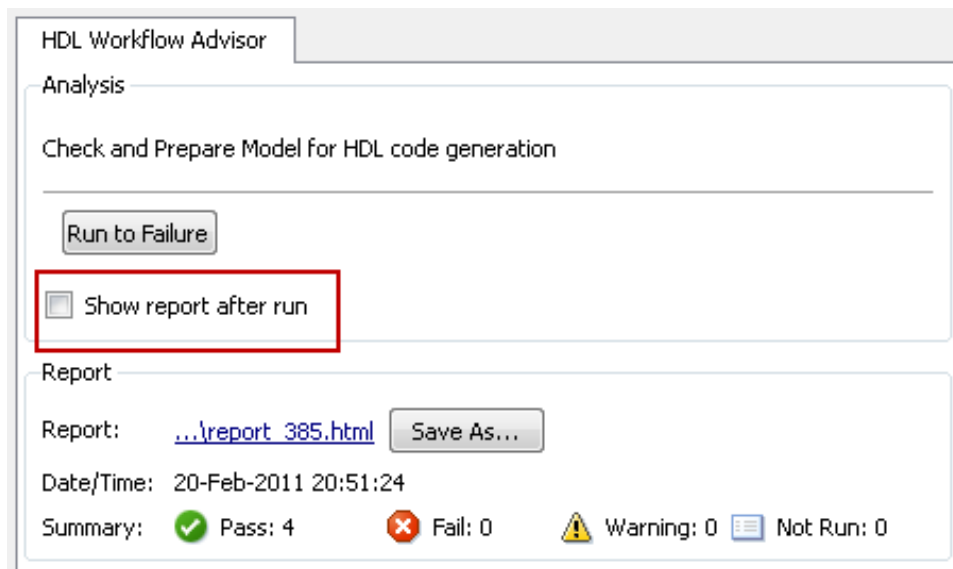 HDL Workflow Advisor
Analysis
Check and Prepare Model for HDL code generation
Run to Failure
Show report after run
Report
Report: ...\report_385.html Save As...
Date/Time: 20-Feb-2011 20:51:24
Summary: Pass: 4 Fail: 0 Warning: 0 Not Run: 0